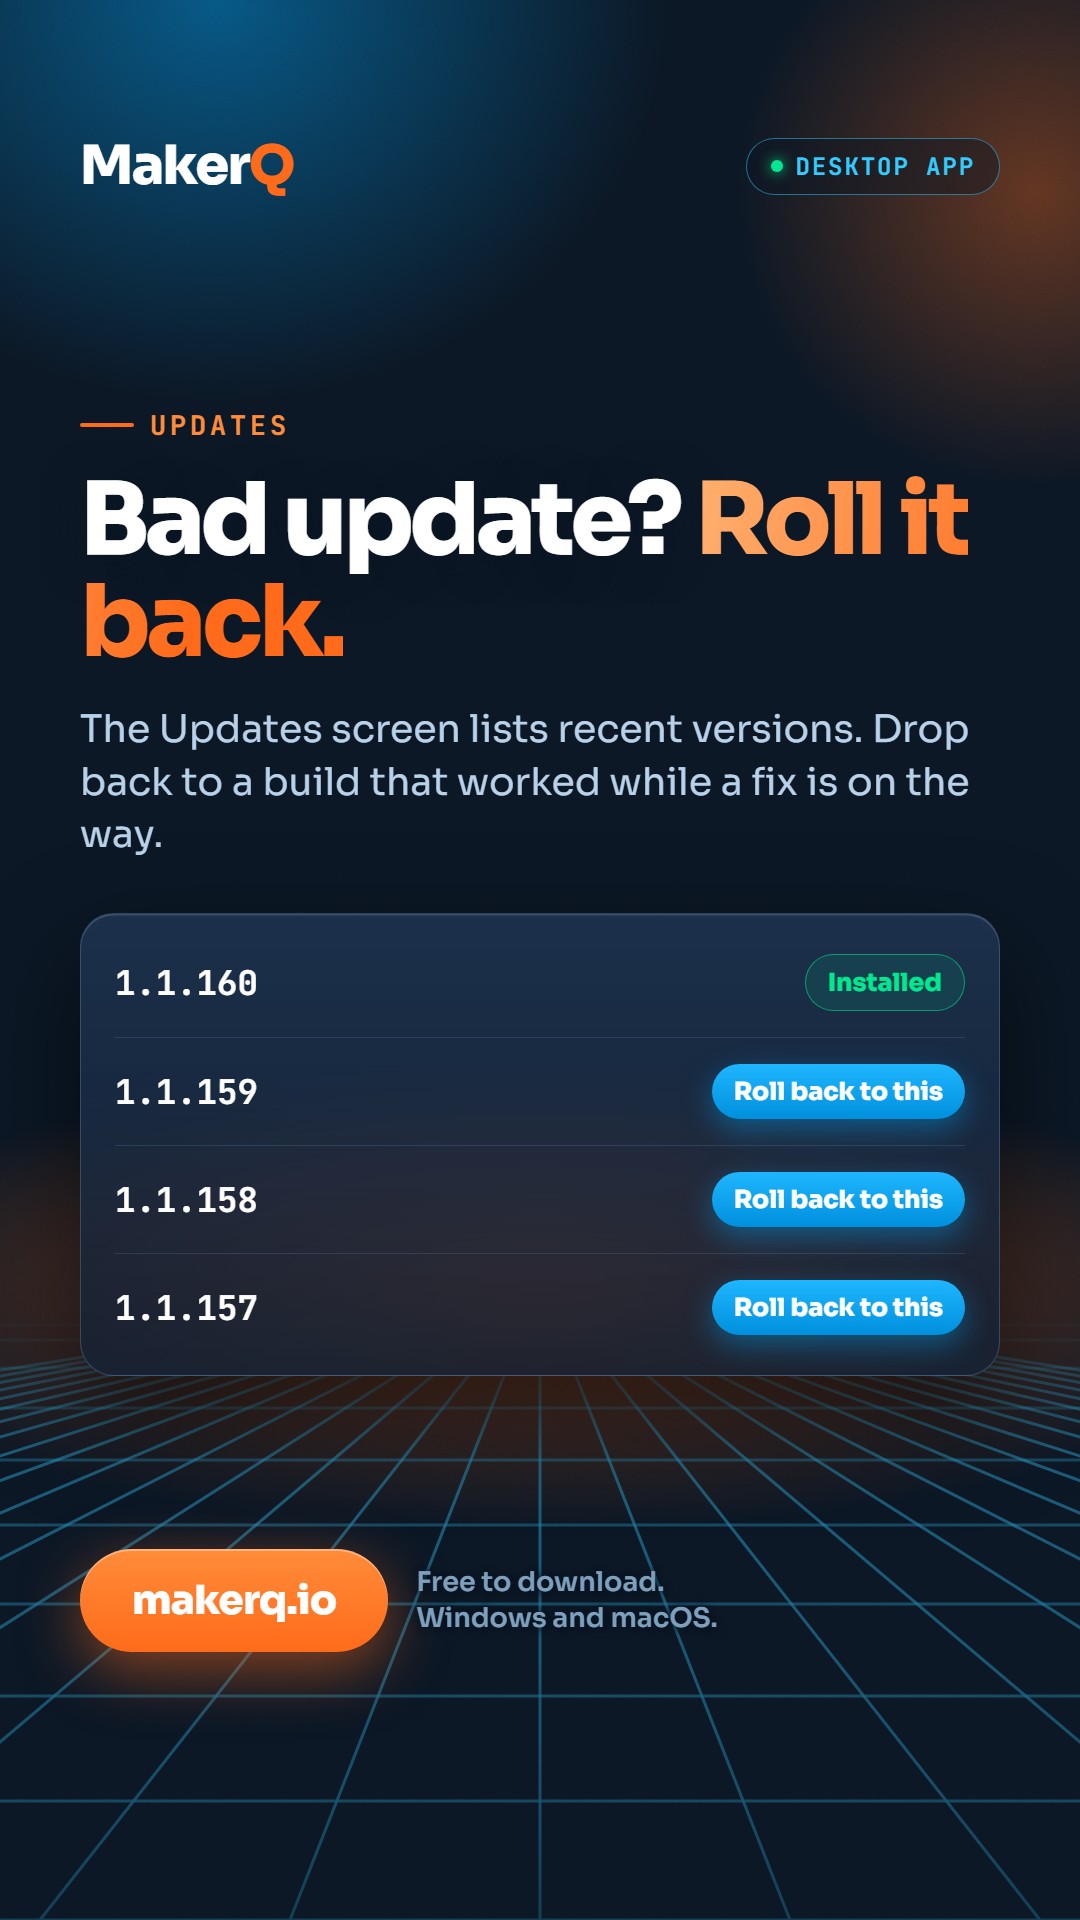 MakerQ
DESKTOP APP
UPDATES
Bad update? Roll it
back.
The Updates screen lists recent versions. Drop
back to a build that worked while a fix is on the
way.
1.1.160
Installed
1.1.159
Roll back to this
1.1.158
Roll back to this
1.1.157
Roll back to this
makerq.io
Free to download.
Windows and macOS.